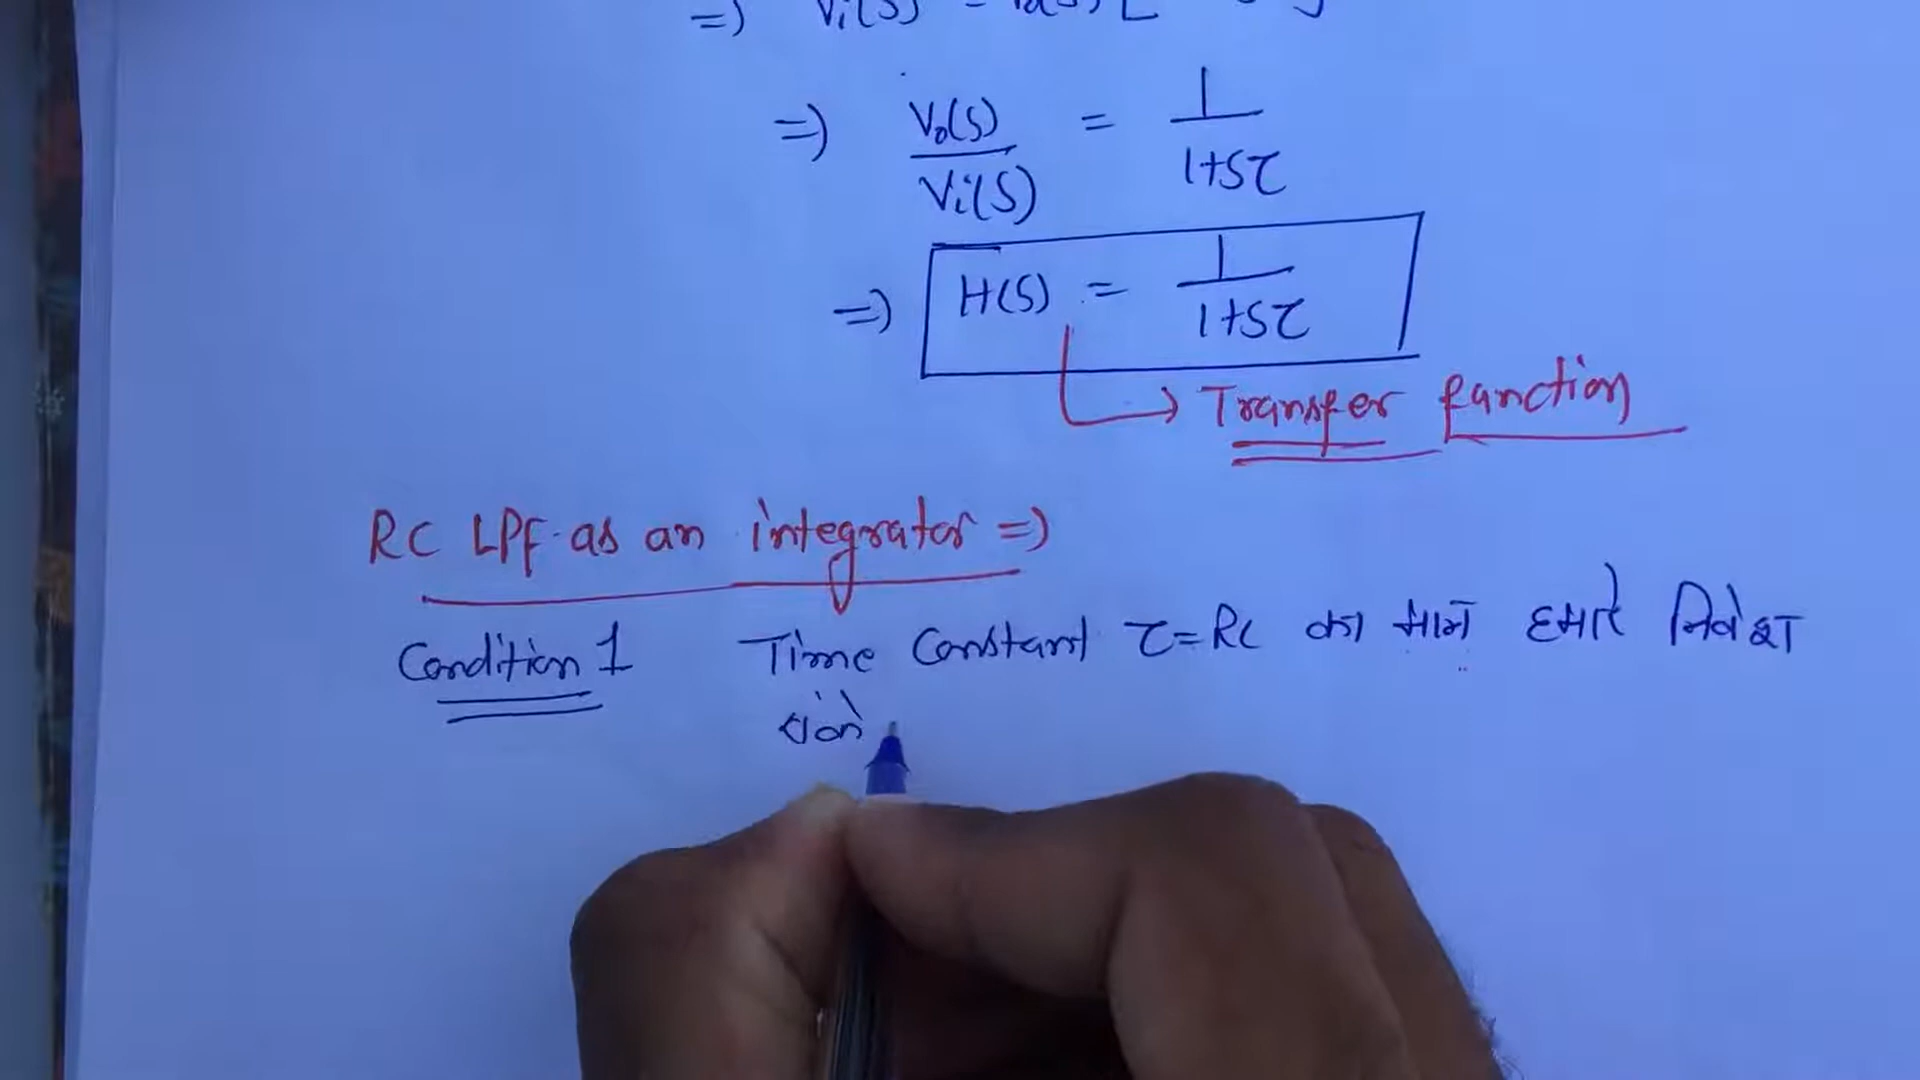 => Vi(S) =
=> Vo(S)/Vi(S) = 1/1+Sτ
=> H(S) = 1/1+Sτ
→ Transfer function
RC LPF as an integrator =>
Condition 1 Time Constant τ=RC का मान हमारे निवेशी